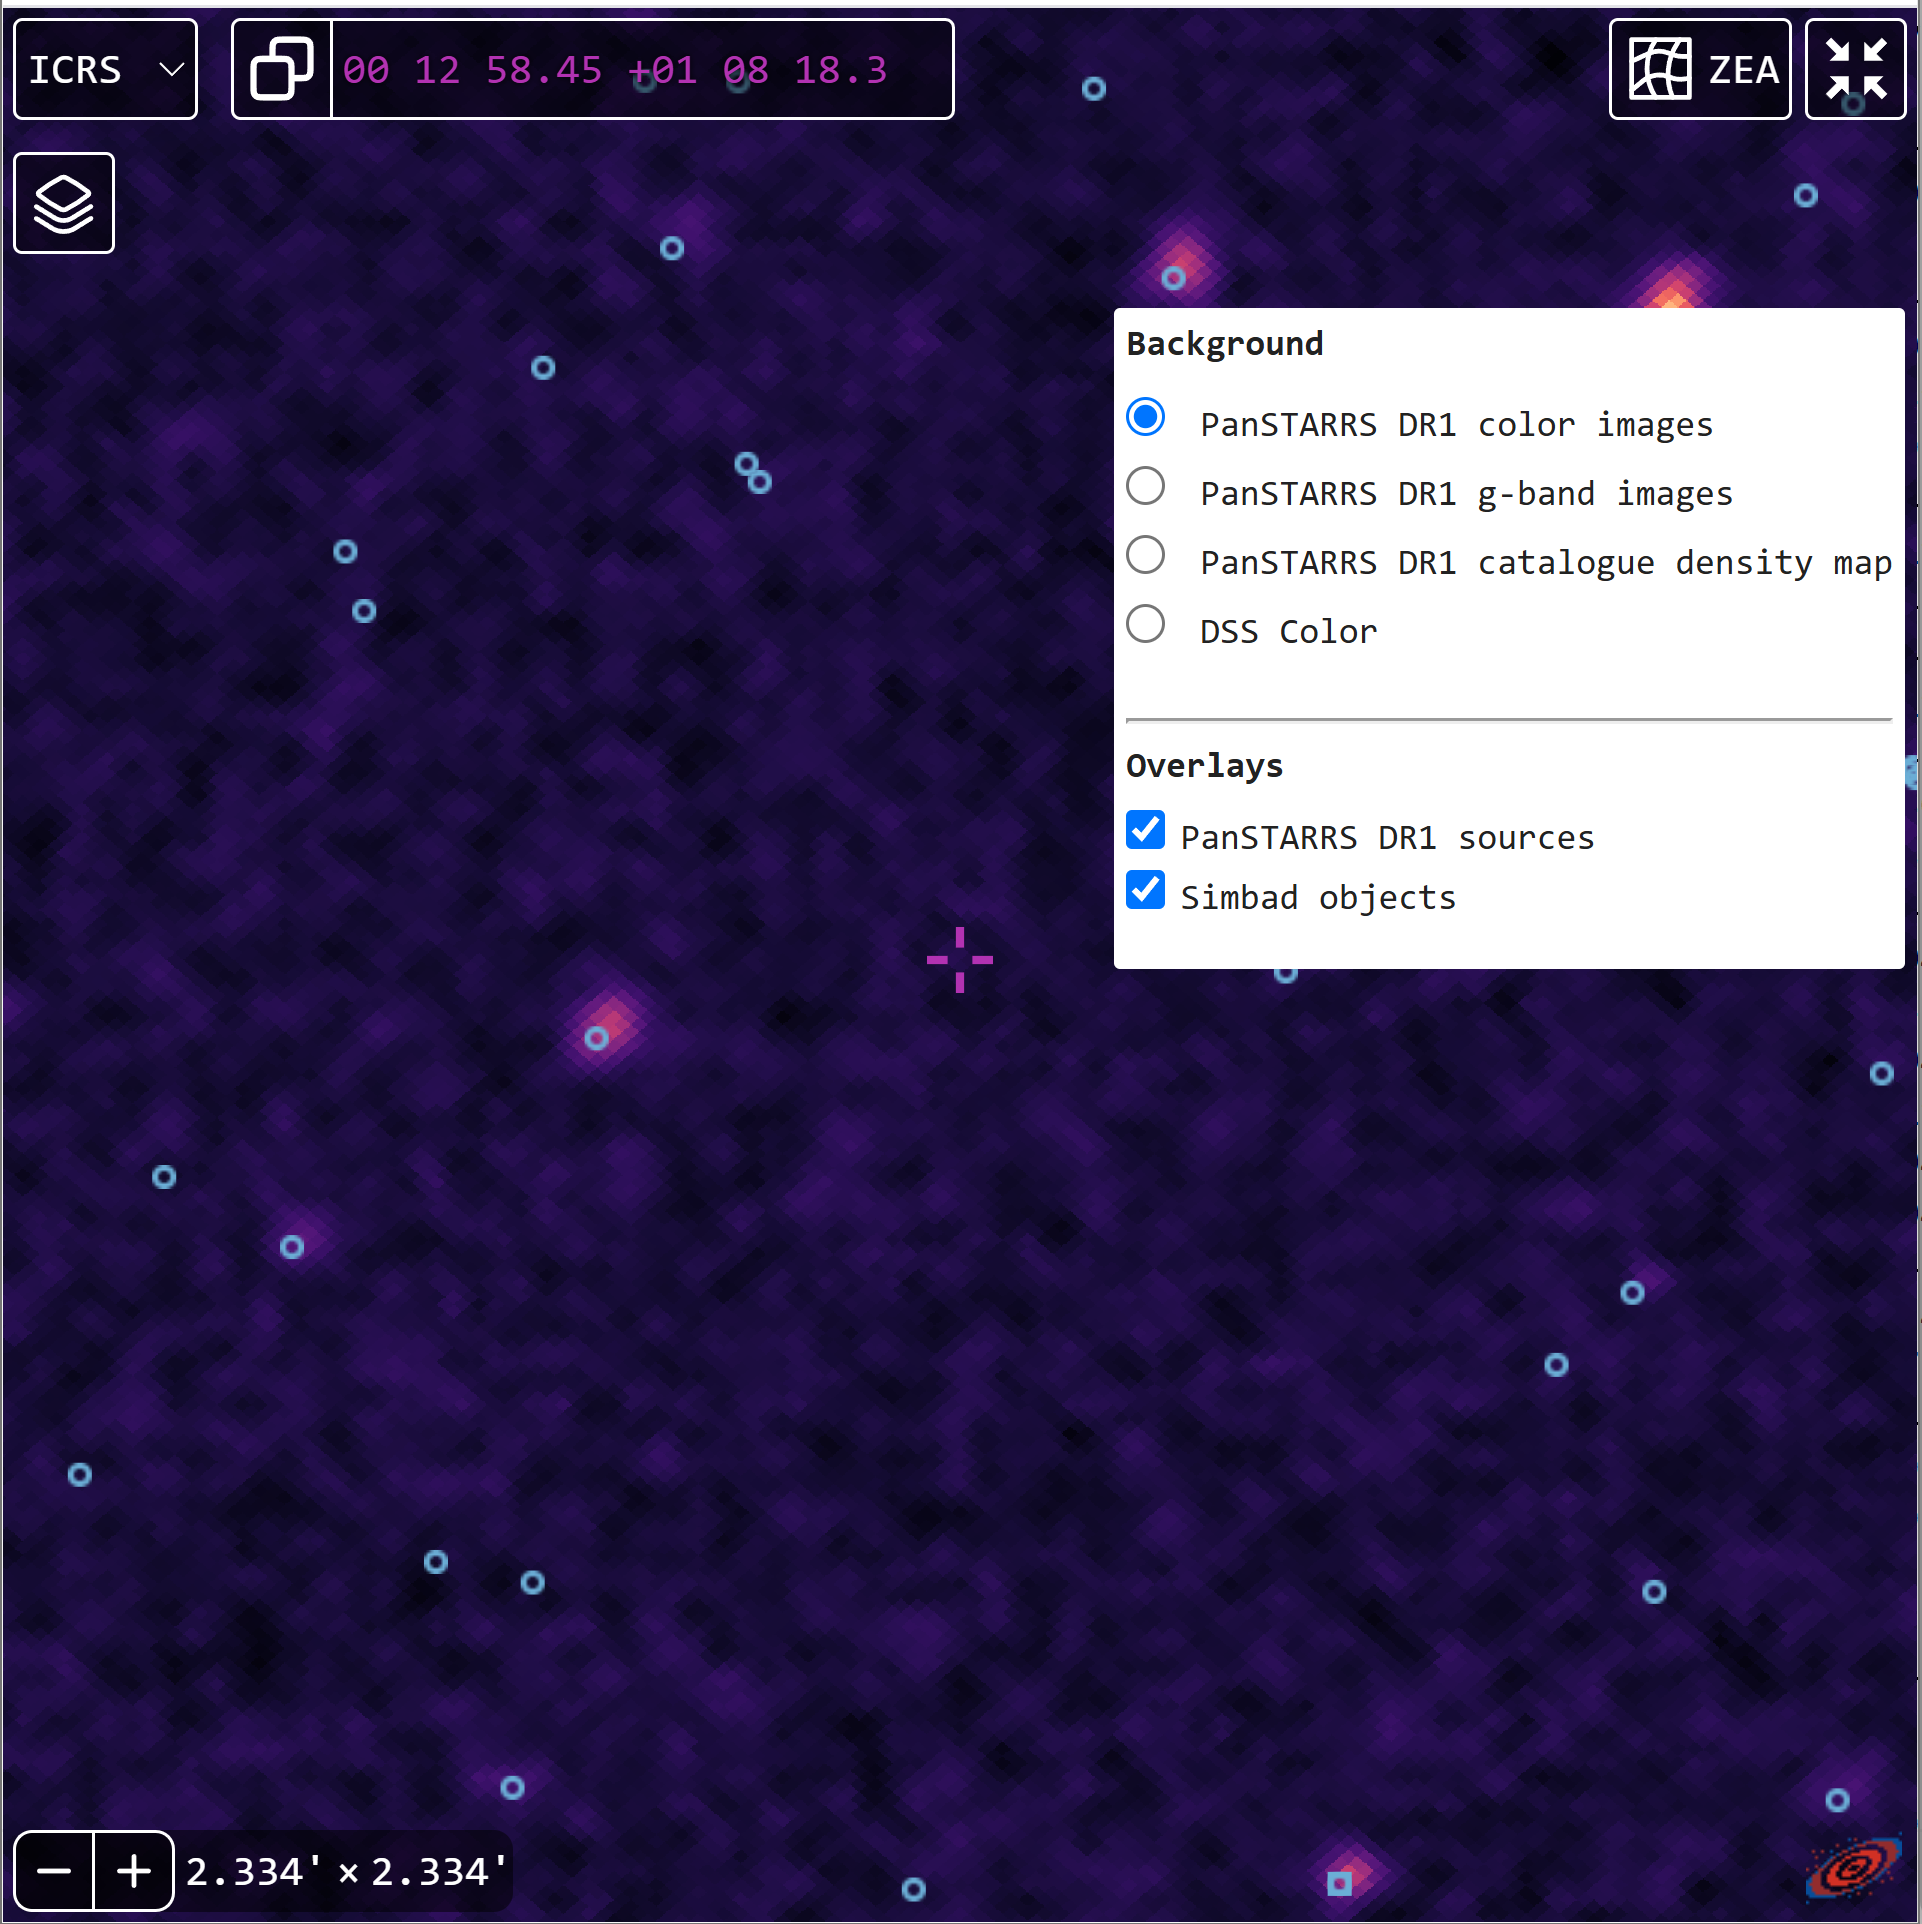 ICRS
00 12 58.45 +01 08 18.3
ZEA
Background
PanSTARRS DR1 color images
PanSTARRS DR1 g-band images
PanSTARRS DR1 catalogue density map
DSS Color
Overlays
PanSTARRS DR1 sources
Simbad objects
2.334' × 2.334'